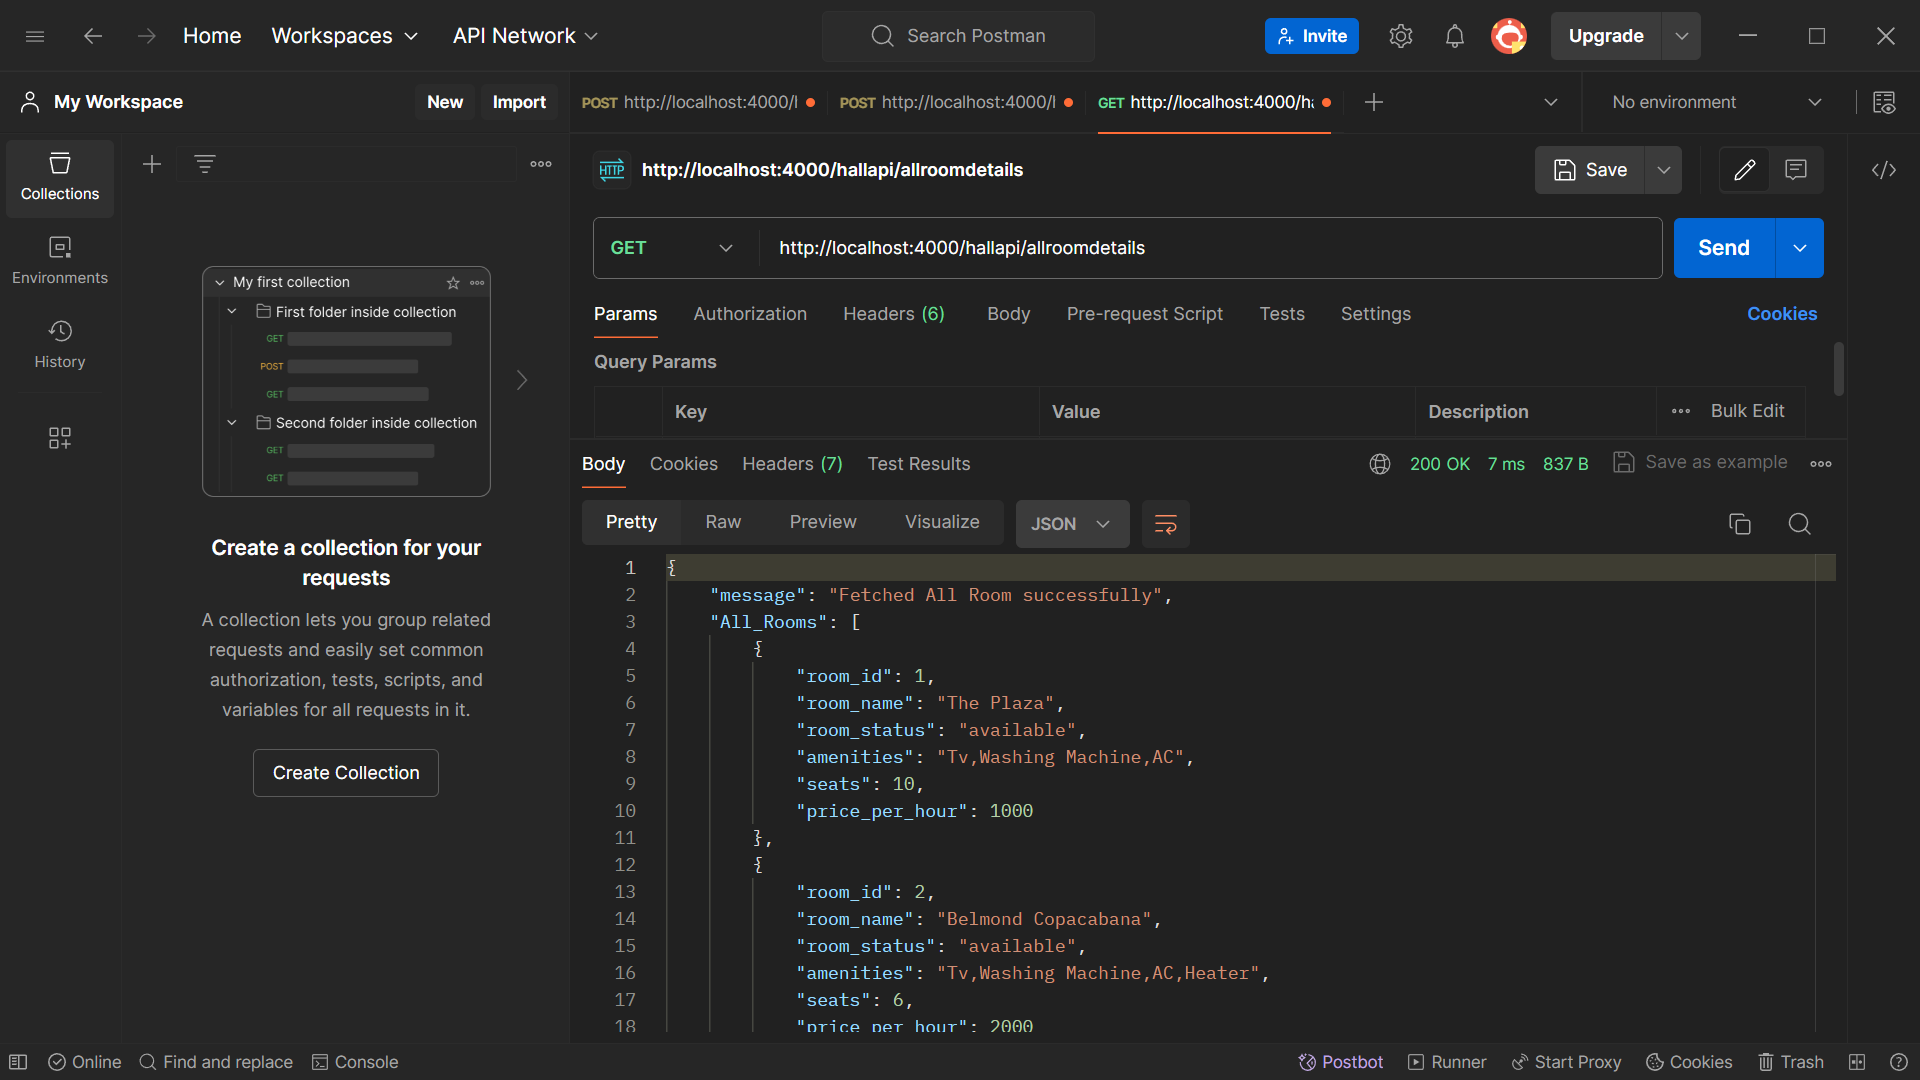 Home Workspaces API Network Search Postman Invite Upgrade
My Workspace New Import POST http://localhost:4000/l POST http://localhost:4000/l GET http://localhost:4000/ha No environment
Collections
Environments
History
My first collection
First folder inside collection
GET
POST
GET
Second folder inside collection
GET
GET
Create a collection for your
requests
A collection lets you group related
requests and easily set common
authorization, tests, scripts, and
variables for all requests in it.
Create Collection
HTTP http://localhost:4000/hallapi/allroomdetails Save
GET http://localhost:4000/hallapi/allroomdetails Send
Params Authorization Headers (6) Body Pre-request Script Tests Settings Cookies
Query Params
Key Value Description Bulk Edit
Body Cookies Headers (7) Test Results 200 OK 7 ms 837 B Save as example
Pretty Raw Preview Visualize JSON
1 {
2 "message": "Fetched All Room successfully",
3 "All_Rooms": [
4 {
5 "room_id": 1,
6 "room_name": "The Plaza",
7 "room_status": "available",
8 "amenities": "Tv,Washing Machine,AC",
9 "seats": 10,
10 "price_per_hour": 1000
11 },
12 {
13 "room_id": 2,
14 "room_name": "Belmond Copacabana",
15 "room_status": "available",
16 "amenities": "Tv,Washing Machine,AC,Heater",
17 "seats": 6,
18 "price_per_hour": 2000
Online Find and replace Console Postbot Runner Start Proxy Cookies Trash